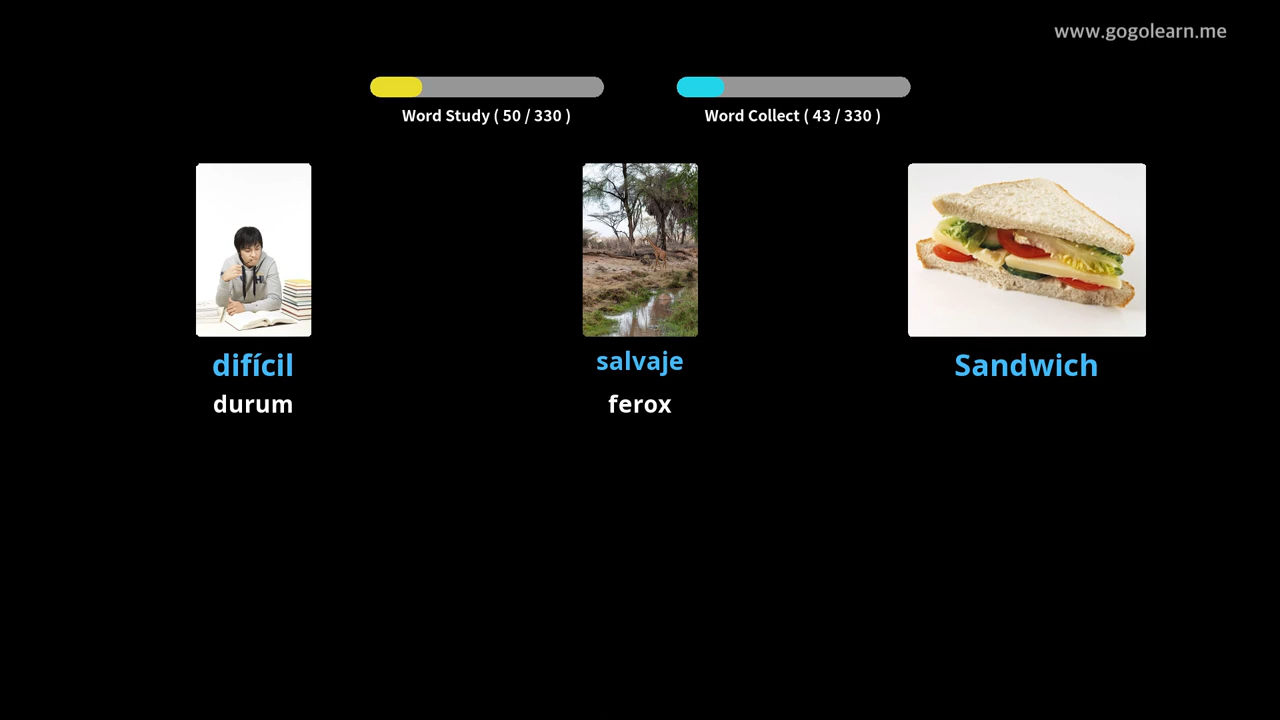 www.gogolearn.me
Word Study ( 50 / 330 )
Word Collect ( 43 / 330 )
difícil
durum
salvaje
ferox
Sandwich